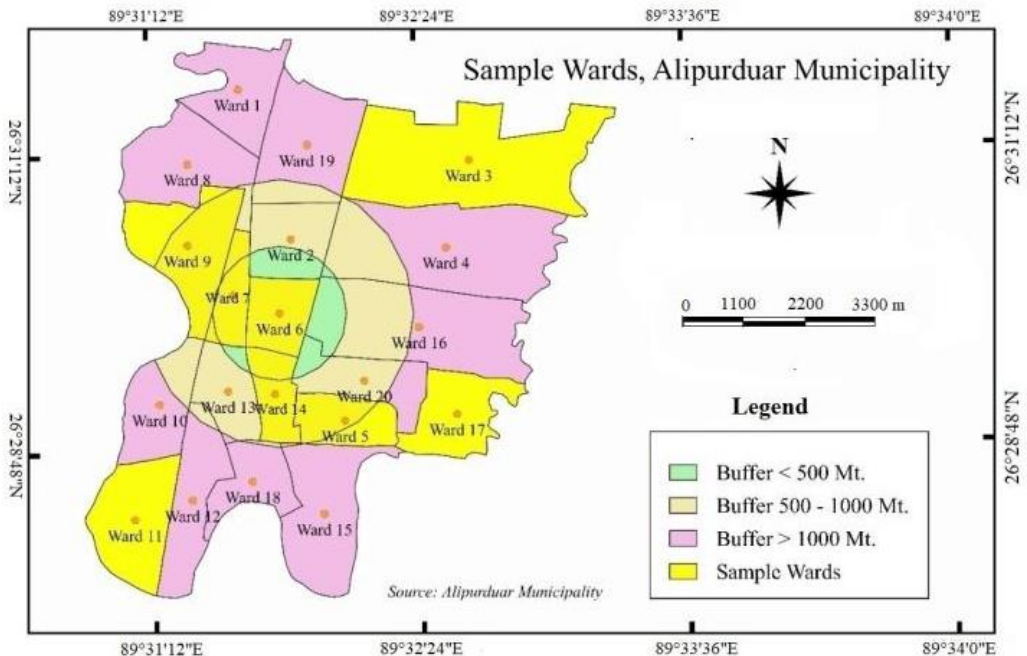 89°31'12"E 89°32'24"E 89°33'36"E 89°34'0"E
Sample Wards, Alipurduar Municipality
26°31'12"N
26°31'12"N
N
Ward 1
Ward 19
Ward 3
Ward 8
Ward 2
Ward 4
Ward 9
Ward 7
Ward 6
Ward 16
0 1100 2200 3300 m
Ward 20
Ward 13
Ward 14
Ward 10
Ward 5
Ward 17
26°28'48"N
26°28'48"N
Legend
Buffer < 500 Mt.
Buffer 500 - 1000 Mt.
Buffer > 1000 Mt.
Sample Wards
Ward 18
Ward 12
Ward 15
Ward 11
Source: Alipurduar Municipality
89°31'12"E 89°32'24"E 89°33'36"E 89°34'0"E